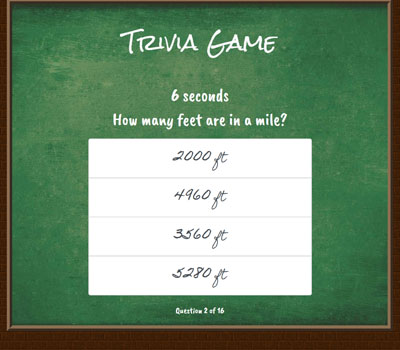 Trivia Game
6 seconds
How many feet are in a mile?
2000 ft
4960 ft
3560 ft
5280 ft
Question 2 of 16